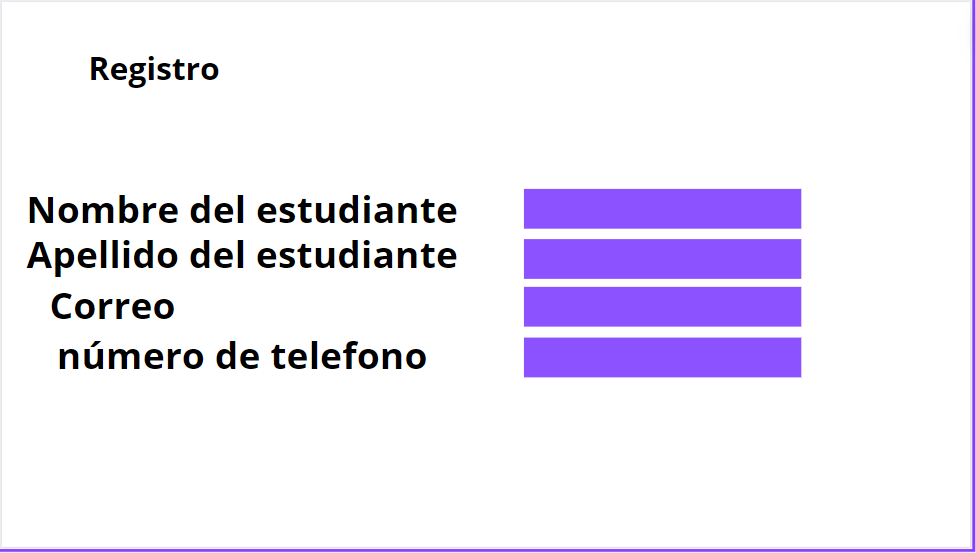 Registro
Nombre del estudiante
Apellido del estudiante
Correo
número de telefono